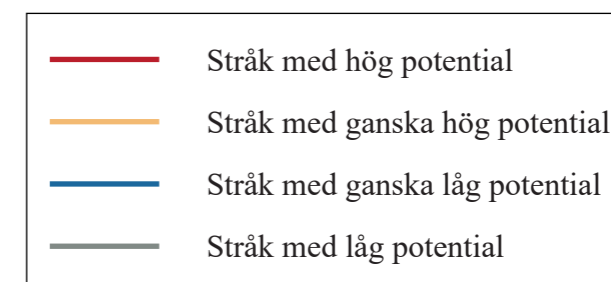 Stråk med hög potential
Stråk med ganska hög potential
Stråk med ganska låg potential
Stråk med låg potential